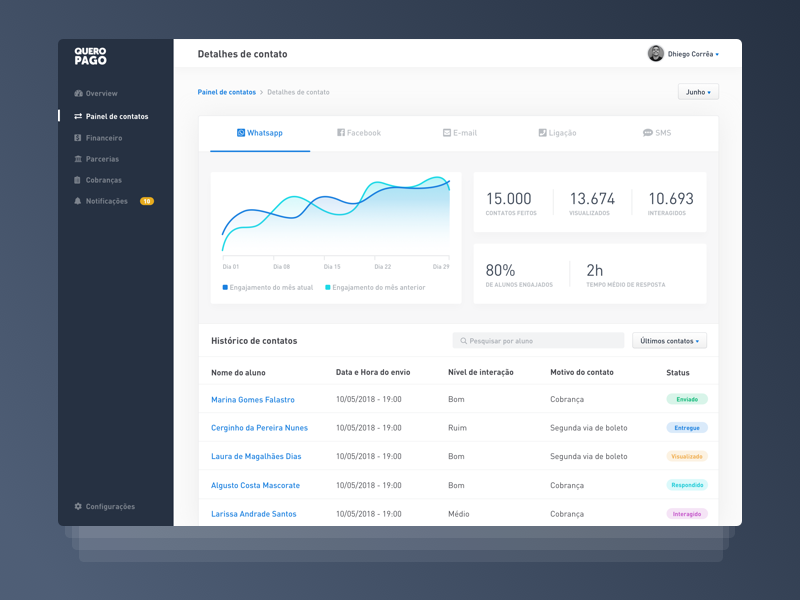 QUERO
PAGO
Overview
Painel de contatos
Financeiro
Parcerias
Cobranças
Notificações 10
Configurações
Detalhes de contato
Dhiego Corrêa
Painel de contatos > Detalhes de contato
Junho
Whatsapp Facebook E-mail Ligação SMS
Dia 01 Dia 08 Dia 15 Dia 22 Dia 29
Engajamento do mês atual Engajamento do mês anterior
15.000 13.674 10.693
CONTATOS FEITOS VISUALIZADOS INTERAGIDOS
80% 2h
DE ALUNOS ENGAJADOS TEMPO MÉDIO DE RESPOSTA
Histórico de contatos Pesquisar por aluno Últimos contatos
Nome do aluno Data e Hora do envio Nível de interação Motivo do contato Status
Marina Gomes Falastro 10/05/2018 - 19:00 Bom Cobrança Enviado
Cerginho da Pereira Nunes 10/05/2018 - 19:00 Ruim Segunda via de boleto Entregue
Laura de Magalhães Dias 10/05/2018 - 19:00 Bom Segunda via de boleto Visualizado
Algusto Costa Mascorate 10/05/2018 - 19:00 Bom Cobrança Respondido
Larissa Andrade Santos 10/05/2018 - 19:00 Médio Cobrança Interagido